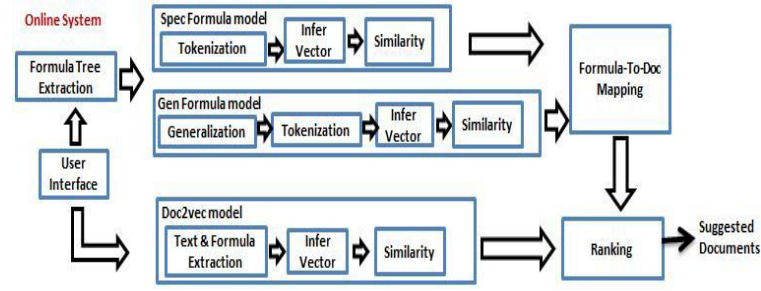 Online System
Spec Formula model
Tokenization
Infer
Vector
Similarity
Formula Tree
Extraction
Formula-To-Doc
Mapping
Gen Formula model
Generalization
Tokenization
Infer
Vector
Similarity
User
Interface
Doc2vec model
Text & Formula
Extraction
Infer
Vector
Similarity
Ranking
Suggested
Documents